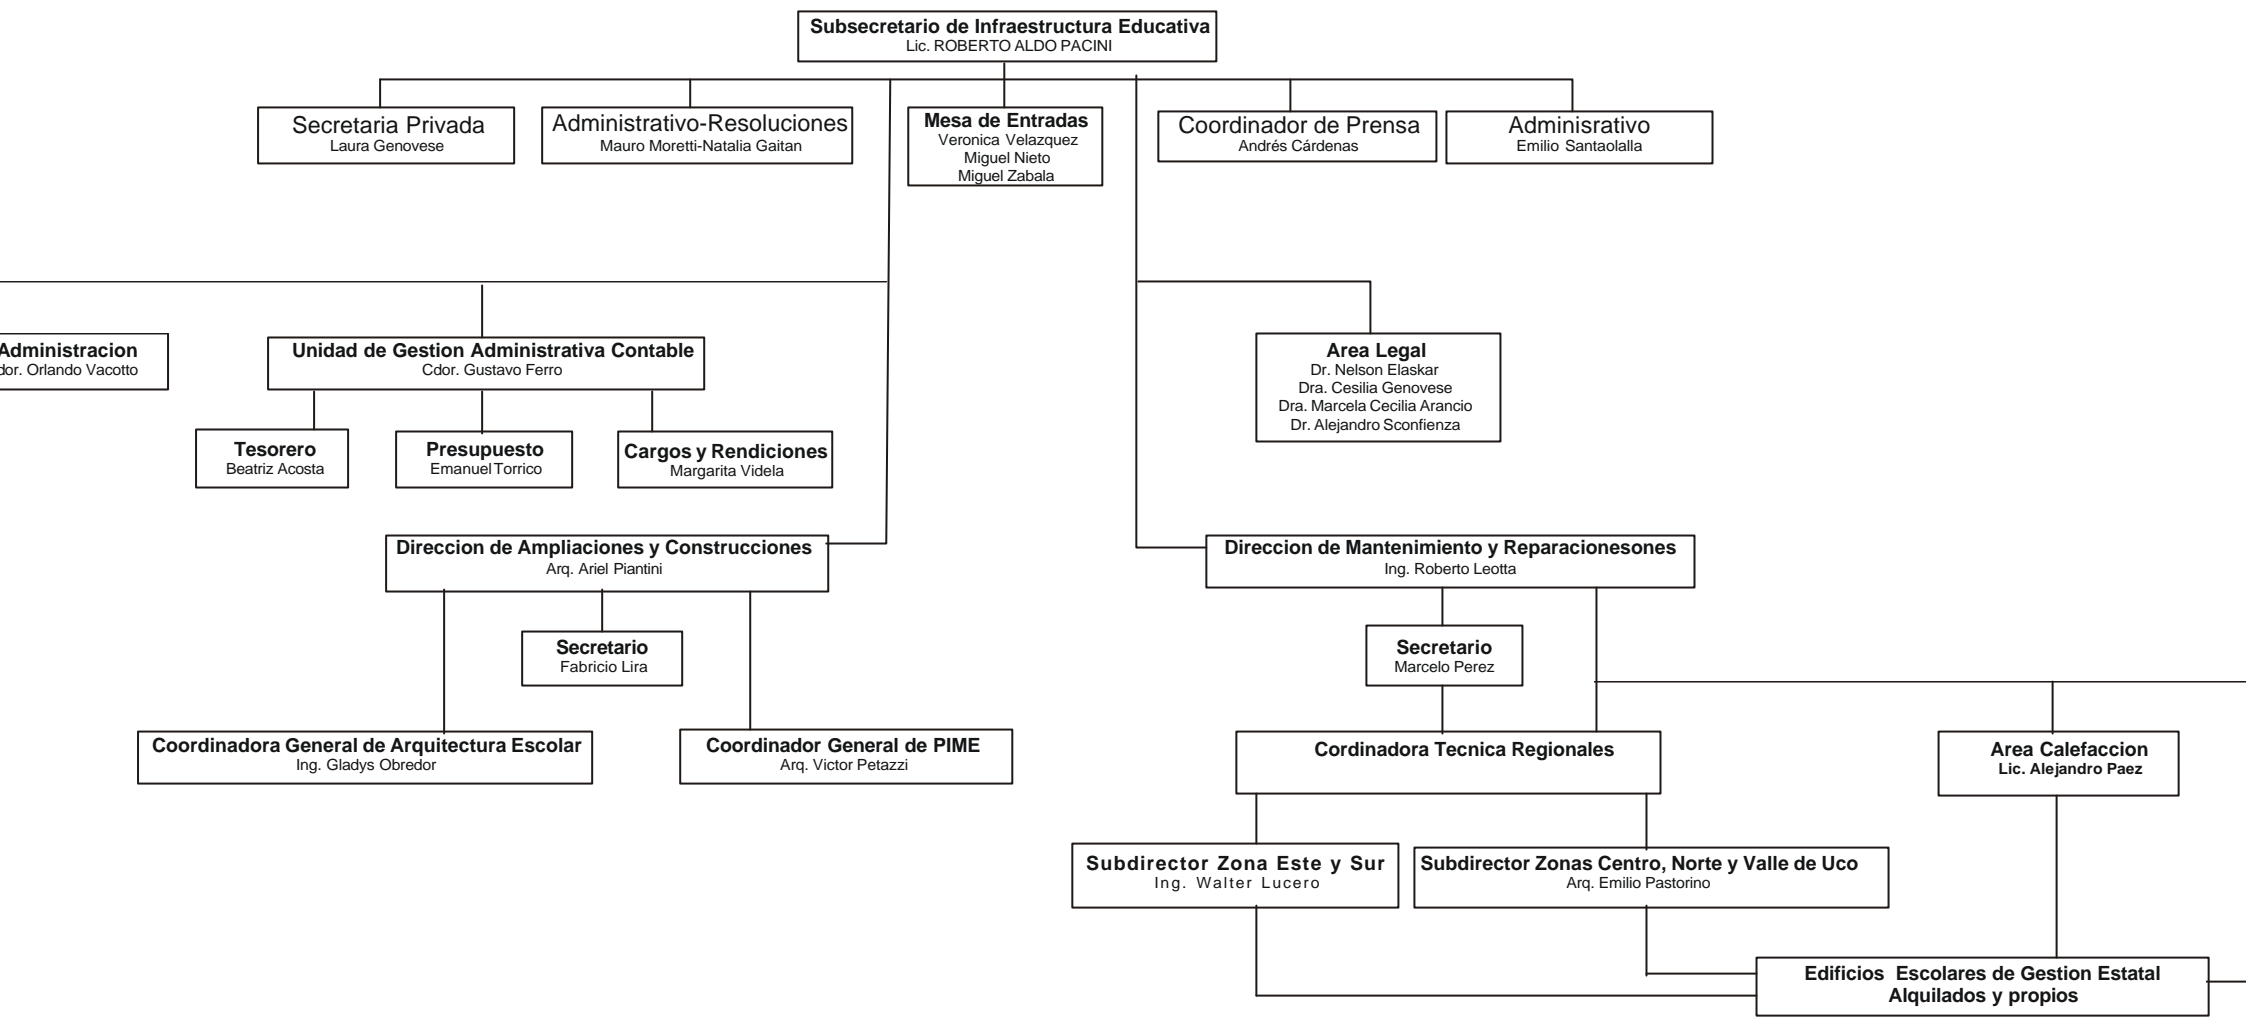 Subsecretario de Infraestructura Educativa
Lic. ROBERTO ALDO PACINI
Secretaria Privada
Laura Genovese
Administrativo-Resoluciones
Mauro Moretti-Natalia Gaitan
Mesa de Entradas
Veronica Velazquez
Miguel Nieto
Miguel Zabala
Coordinador de Prensa
Andrés Cárdenas
Adminisrativo
Emilio Santaolalla
Administracion
dor. Orlando Vacotto
Unidad de Gestion Administrativa Contable
Cdor. Gustavo Ferro
Area Legal
Dr. Nelson Elaskar
Dra. Cesilia Genovese
Dra. Marcela Cecilia Arancio
Dr. Alejandro Sconfienza
Tesorero
Beatriz Acosta
Presupuesto
Emanuel Torrico
Cargos y Rendiciones
Margarita Videla
Direccion de Ampliaciones y Construcciones
Arq. Ariel Piantini
Direccion de Mantenimiento y Reparacionesones
Ing. Roberto Leotta
Secretario
Fabricio Lira
Secretario
Marcelo Perez
Coordinadora General de Arquitectura Escolar
Ing. Gladys Obredor
Coordinador General de PIME
Arq. Victor Petazzi
Cordinadora Tecnica Regionales
Area Calefaccion
Lic. Alejandro Paez
Subdirector Zona Este y Sur
Ing. Walter Lucero
Subdirector Zonas Centro, Norte y Valle de Uco
Arq. Emilio Pastorino
Edificios Escolares de Gestion Estatal
Alquilados y propios